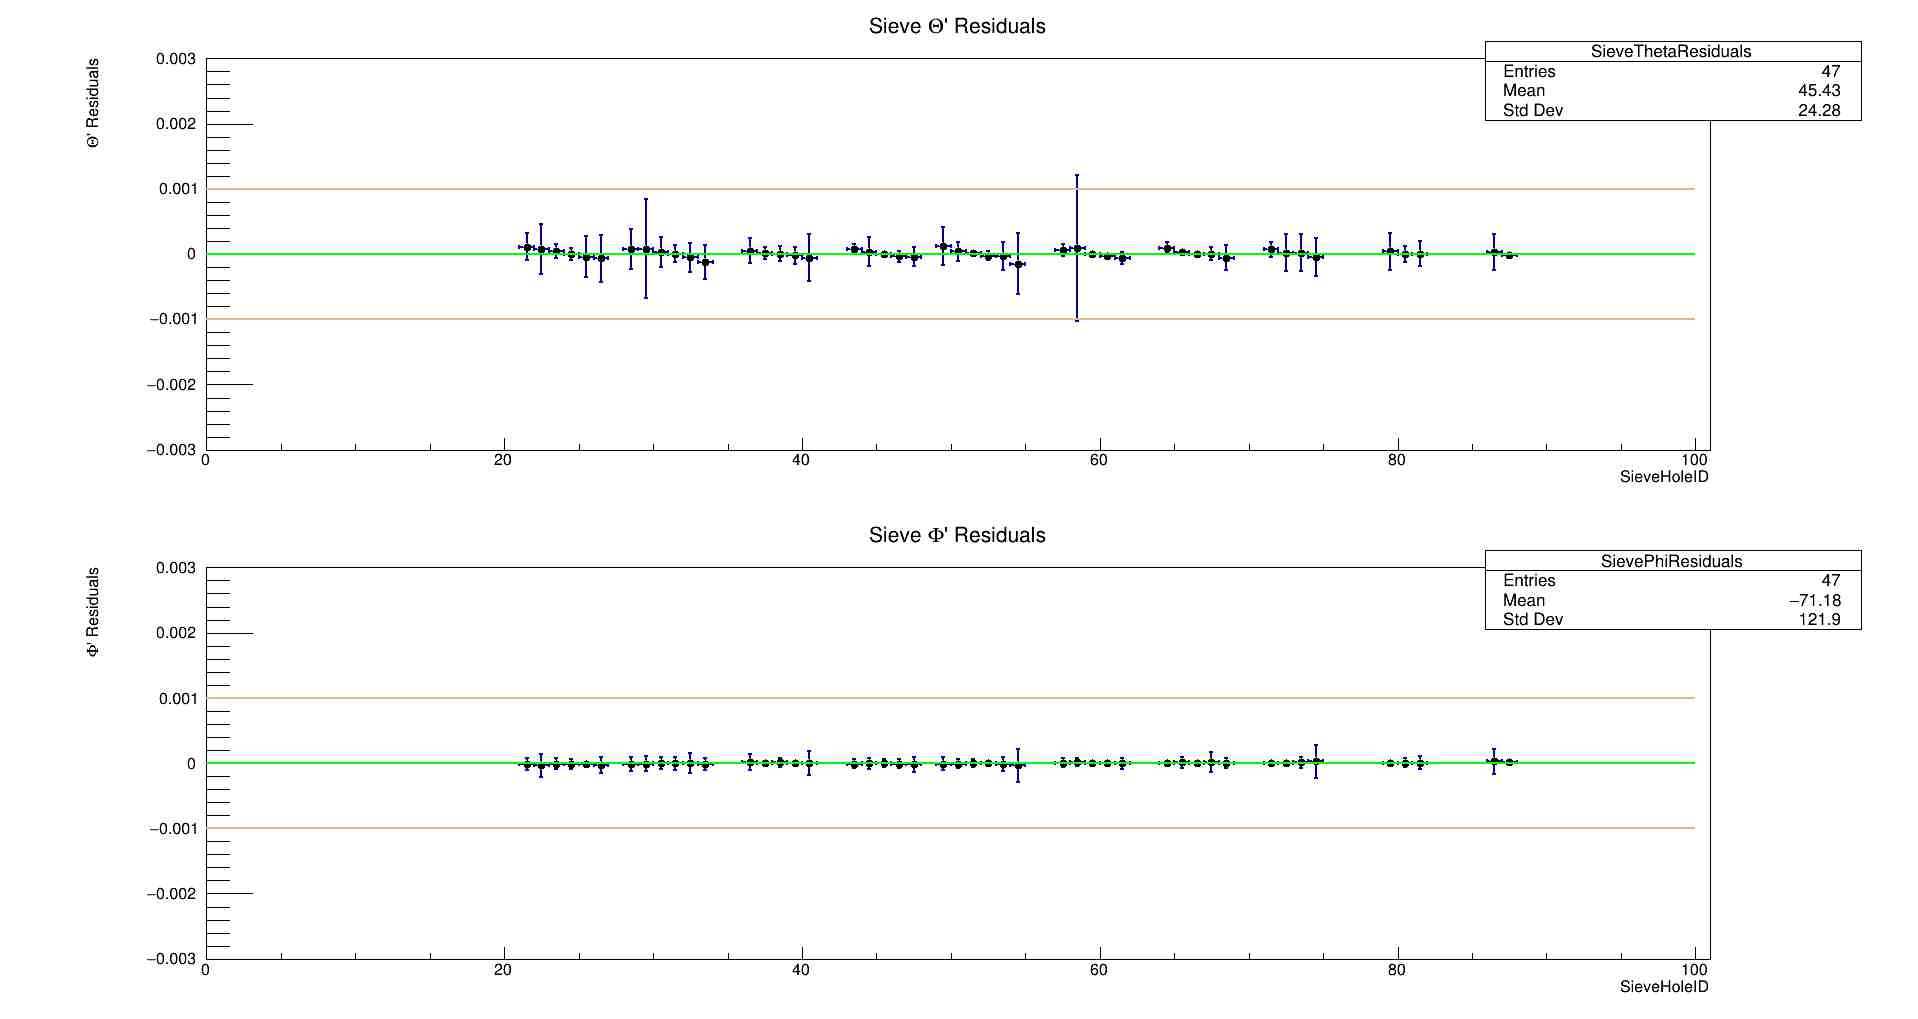 Sieve Θ' Residuals
SieveThetaResiduals
Entries 47
Mean 45.43
Std Dev 24.28
Θ' Residuals
0.003
0.002
0.001
0
−0.001
−0.002
−0.003
0 20 40 60 80 100
SieveHoleID
Sieve Φ' Residuals
SievePhiResiduals
Entries 47
Mean −71.18
Std Dev 121.9
Φ' Residuals
0.003
0.002
0.001
0
−0.001
−0.002
−0.003
0 20 40 60 80 100
SieveHoleID